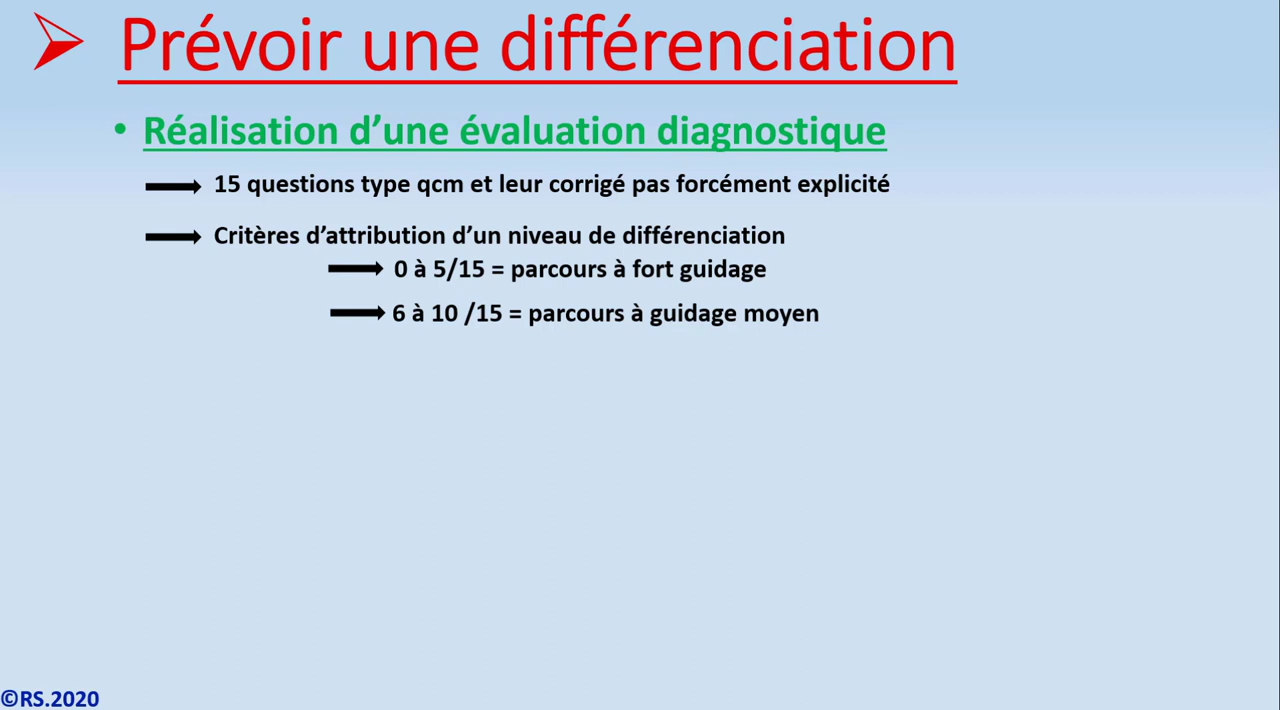 Prévoir une différenciation
Réalisation d’une évaluation diagnostique
15 questions type qcm et leur corrigé pas forcément explicité
Critères d’attribution d’un niveau de différenciation
0 à 5/15 = parcours à fort guidage
6 à 10 /15 = parcours à guidage moyen
©RS.2020